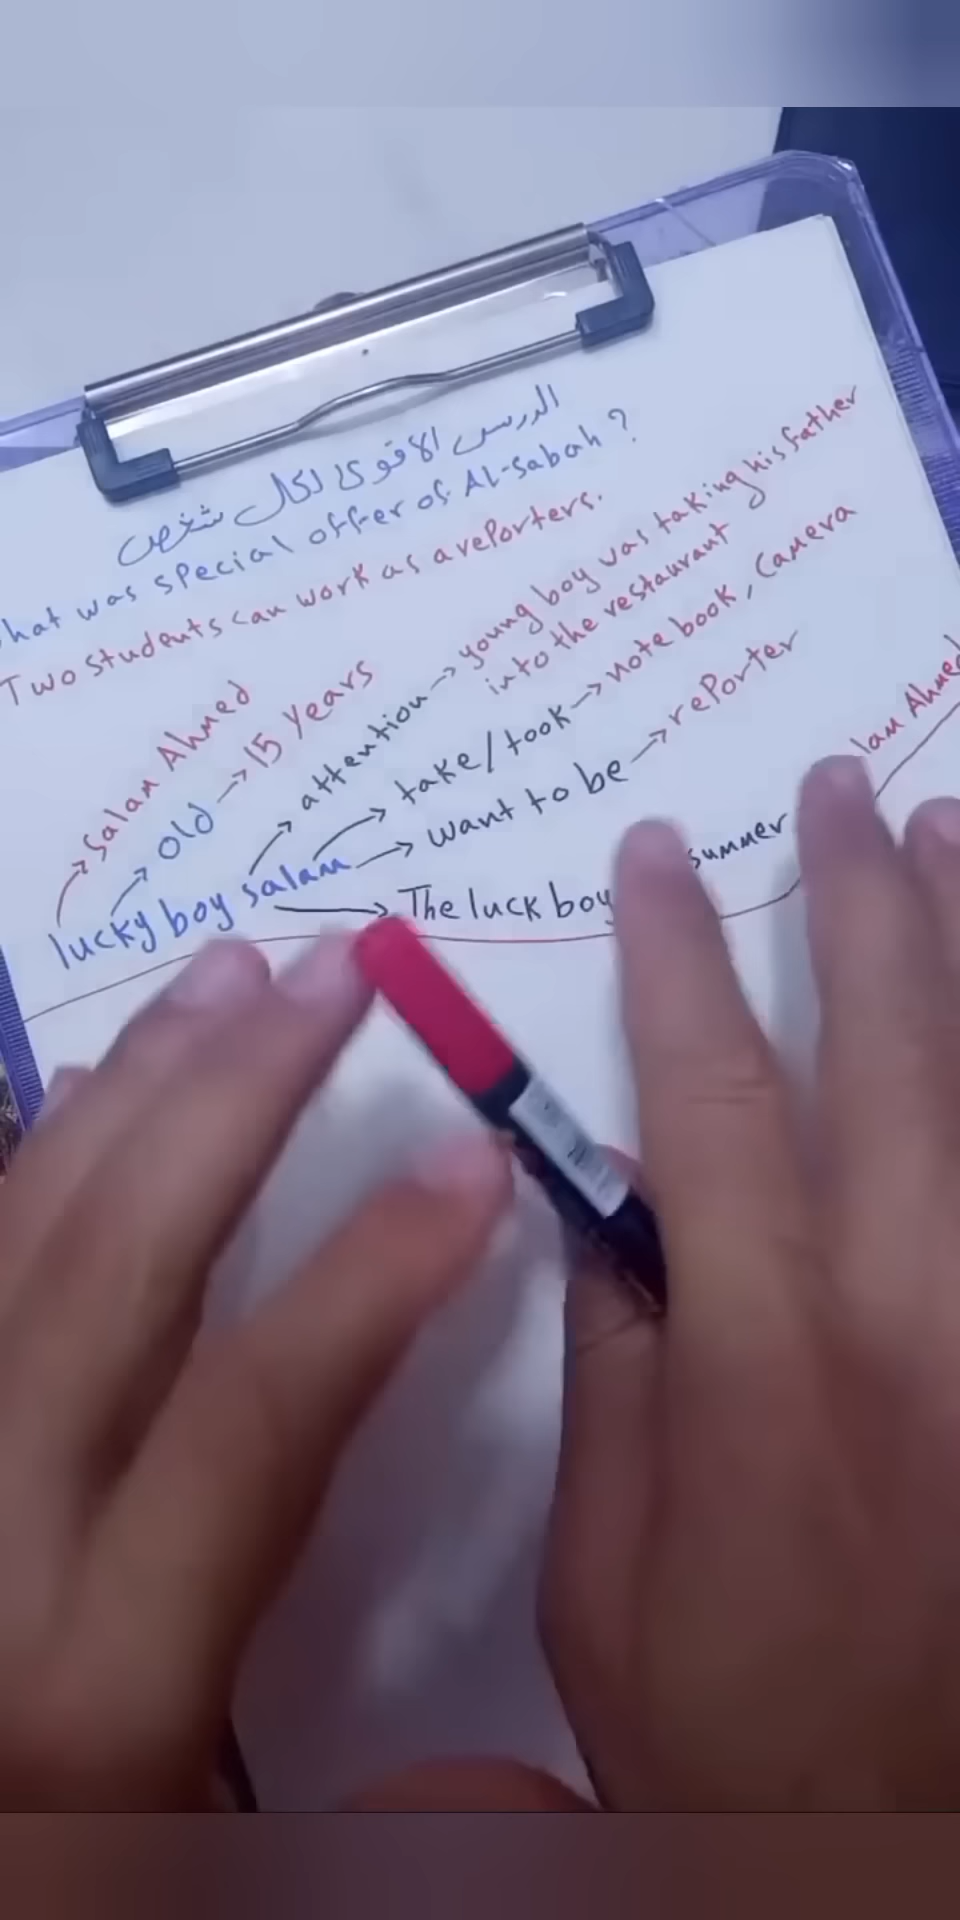 الدرس الاقوى لكل شخص
hat was special offer of Al-Sabah?
Two students can work as a reporters.
Salam Ahmed
old → 15 years
attention → young boy was taking his father
into the restaurant
take/took → note book, Camera
want to be → reporter
lucky boy salam
The luck boy summer
lam Ahmed